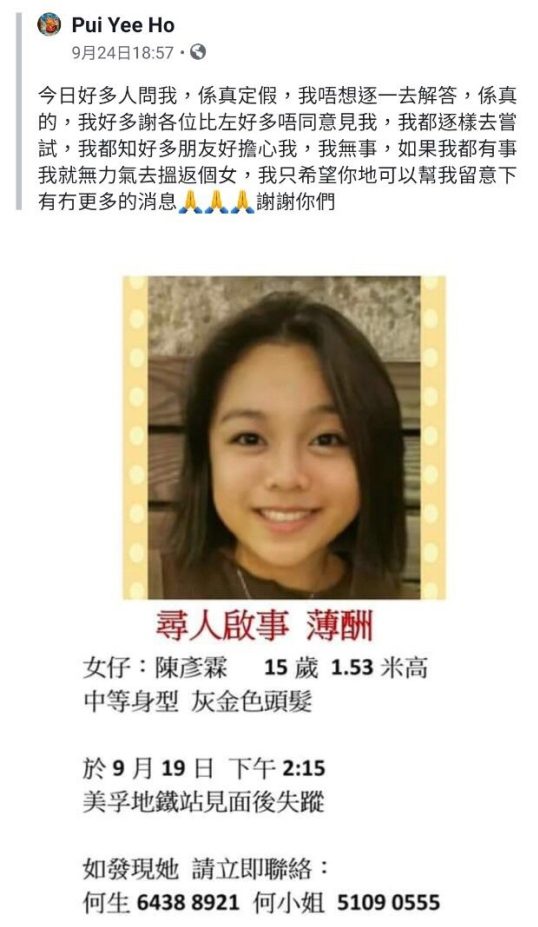 Pui Yee Ho
9月24日18:57 ·
今日好多人問我，係真定假，我唔想逐一去解答，係真
的，我好多謝各位比左好多唔同意見我，我都逐樣去嘗
試，我都知好多朋友好擔心我，我無事，如果我都有事
我就無力氣去搵返個女，我只希望你地可以幫我留意下
有冇更多的消息🙏🙏🙏謝謝你們
尋人啟事 薄酬
女仔：陳彥霖 15 歲 1.53 米高
中等身型 灰金色頭髮
於 9 月 19 日 下午 2:15
美孚地鐵站見面後失蹤
如發現她 請立即聯絡：
何生 6438 8921 何小姐 5109 0555